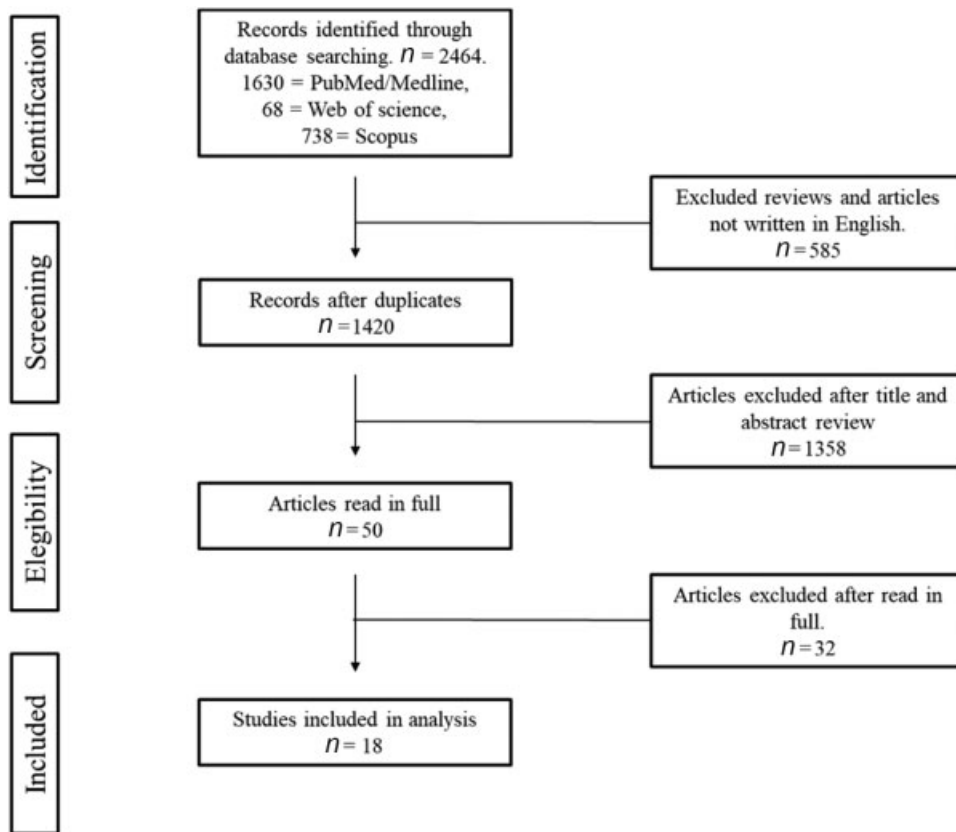 Identification
Records identified through
database searching. n = 2464.
1630 = PubMed/Medline,
68 = Web of science,
738 = Scopus
Excluded reviews and articles
not written in English.
n = 585
Screening
Records after duplicates
n = 1420
Articles excluded after title and
abstract review
n = 1358
Elegibility
Articles read in full
n = 50
Articles excluded after read in
full.
n = 32
Included
Studies included in analysis
n = 18